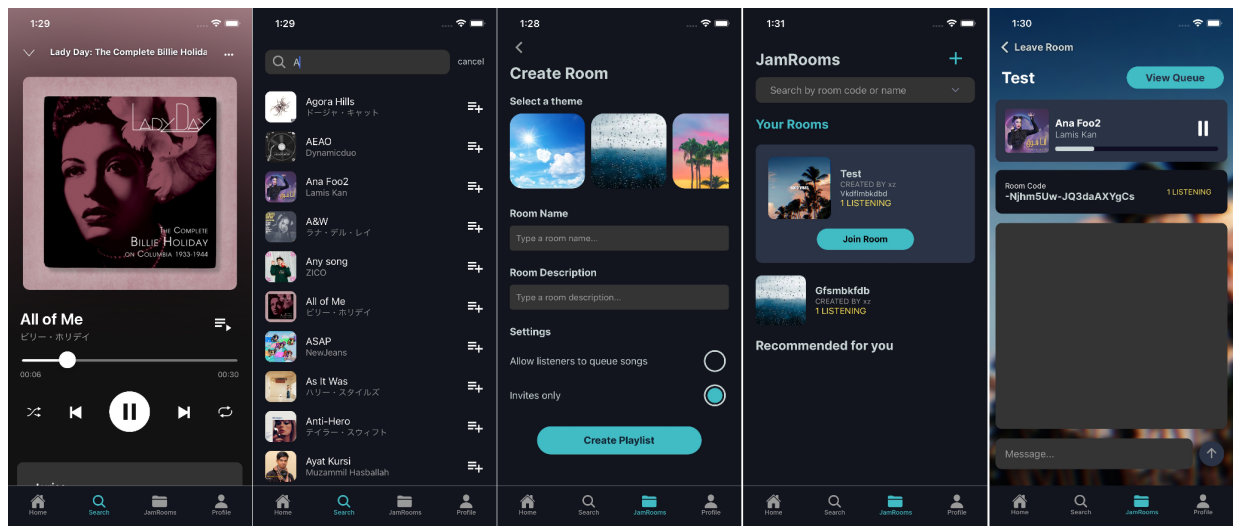 1:29
Lady Day: The Complete Billie Holida
...
LADY DAY
THE COMPLETE
BILLIE HOLIDAY
ON COLUMBIA 1933-1944
All of Me
ビリー・ホリデイ
00:06
00:30
Home
Search
JamRooms
Profile
1:29
A
cancel
Agora Hills
ドージャ・キャット
AEAO
Dynamicduo
Ana Foo2
Lamis Kan
A&W
ラナ・デル・レイ
Any song
ZICO
All of Me
ビリー・ホリデイ
ASAP
NewJeans
As It Was
ハリー・スタイルズ
Anti-Hero
テイラー・スウィフト
Ayat Kursi
Muzammil Hasballah
Home
Search
JamRooms
Profile
1:28
Create Room
Select a theme
Room Name
Type a room name...
Room Description
Type a room description...
Settings
Allow listeners to queue songs
Invites only
Create Playlist
Home
Search
JamRooms
Profile
1:31
JamRooms
+
Search by room code or name
Your Rooms
Test
CREATED BY xz
Vkdflmbkdbd
1 LISTENING
Join Room
Gfsmbkfdb
CREATED BY xz
1 LISTENING
Recommended for you
Home
Search
JamRooms
Profile
1:30
Leave Room
Test
View Queue
Ana Foo2
Lamis Kan
Room Code
-Njhm5Uw-JQ3daAXYgCs
1 LISTENING
Message...
Home
Search
JamRooms
Profile